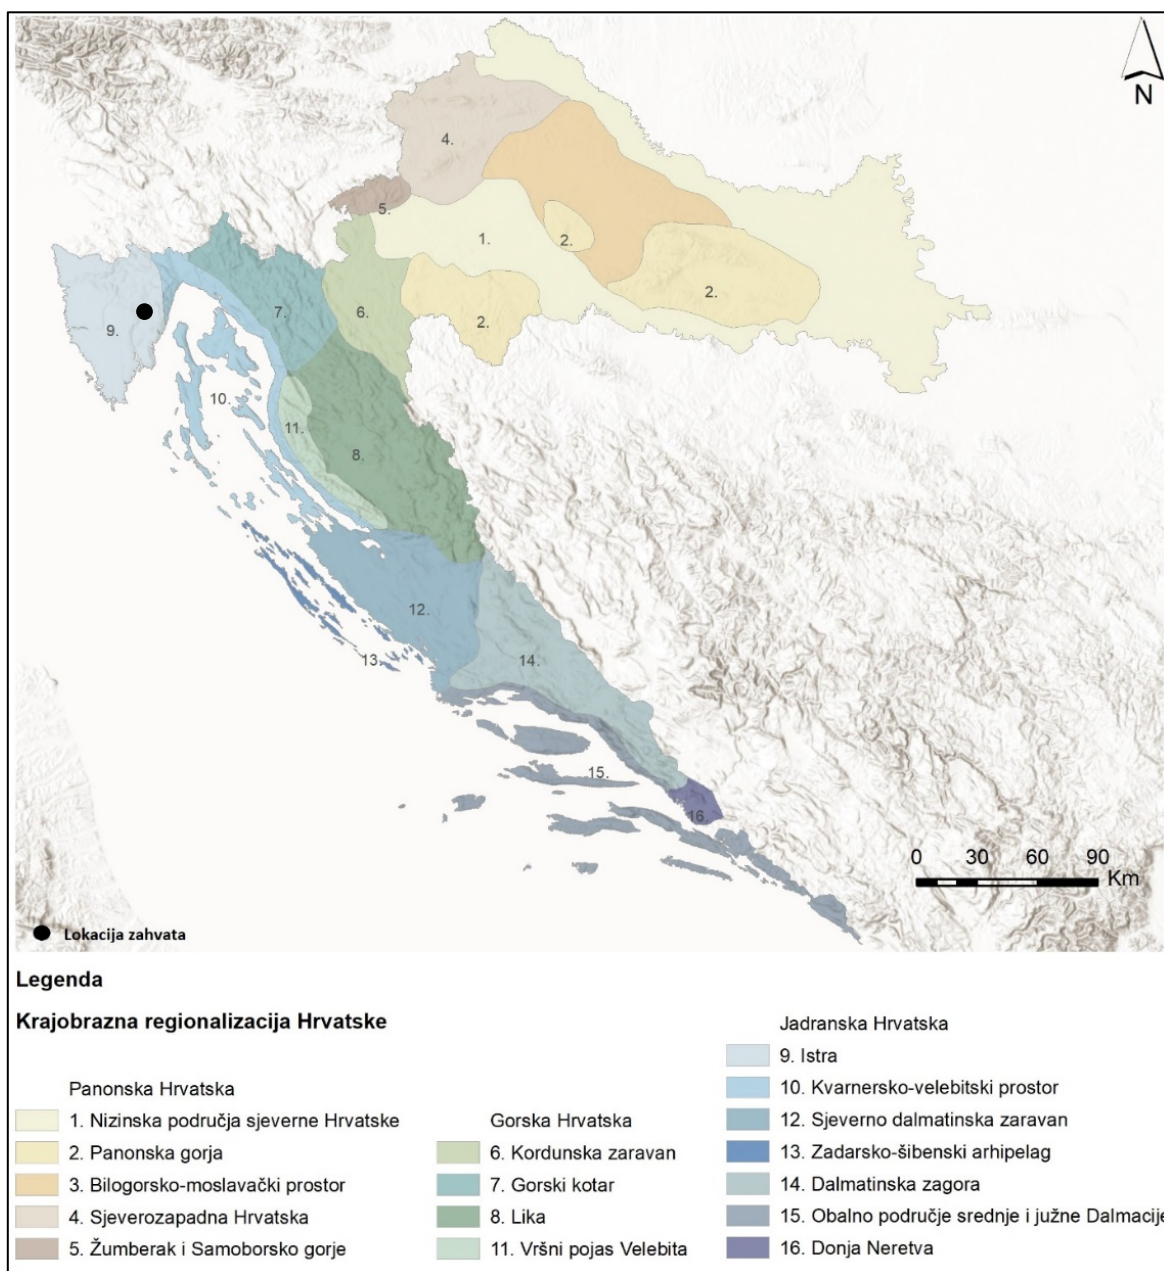 N
4.
5.
1.
2.
2.
7.
6.
9.
2.
10.
11.
8.
12.
13.
14.
15.
16.
0 30 60 90
Km
Lokacija zahvata
Legenda
Krajobrazna regionalizacija Hrvatske
Panonska Hrvatska
1. Nizinska područja sjeverne Hrvatske
2. Panonska gorja
3. Bilogorsko-moslavački prostor
4. Sjeverozapadna Hrvatska
5. Žumberak i Samoborsko gorje
Gorska Hrvatska
6. Kordunska zaravan
7. Gorski kotar
8. Lika
11. Vršni pojas Velebita
Jadranska Hrvatska
9. Istra
10. Kvarnersko-velebitski prostor
12. Sjeverno dalmatinska zaravan
13. Zadarsko-šibenski arhipelag
14. Dalmatinska zagora
15. Obalno područje srednje i južne Dalmacije
16. Donja Neretva